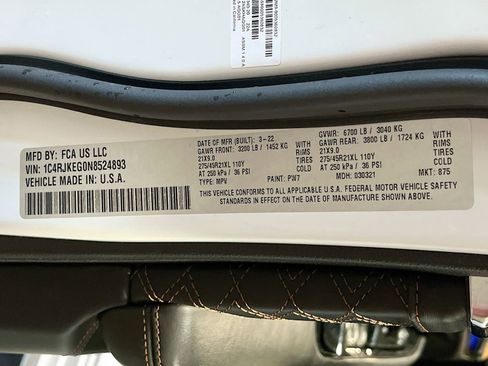 MFD BY: FCA US LLC
VIN: 1C4RJKEG0N8524893
VEHICLE MADE IN: U.S.A.
DATE OF MFR (BUILT): 3-22
GAWR FRONT: 3200 LB / 1452 KG
21X9.0
275/45R21XL 110Y
AT 250 kPa / 36 PSI
TYPE: MPV
PAINT: PW7
WITH
TIRES
RIMS AT
COLD
GVWR: 6700 LB / 3040 KG
GAWR REAR: 3800 LB / 1724 KG
21X9.0
275/45R21XL 110Y
AT 250 kPa / 36 PSI
MDH: 030321
WITH
TIRES
RIMS AT
COLD
MKT: 875
THIS VEHICLE CONFORMS TO ALL APPLICABLE U.S.A. FEDERAL MOTOR VEHICLE SAFETY
STANDARDS IN EFFECT ON THE DATE OF MANUFACTURE SHOWN ABOVE.